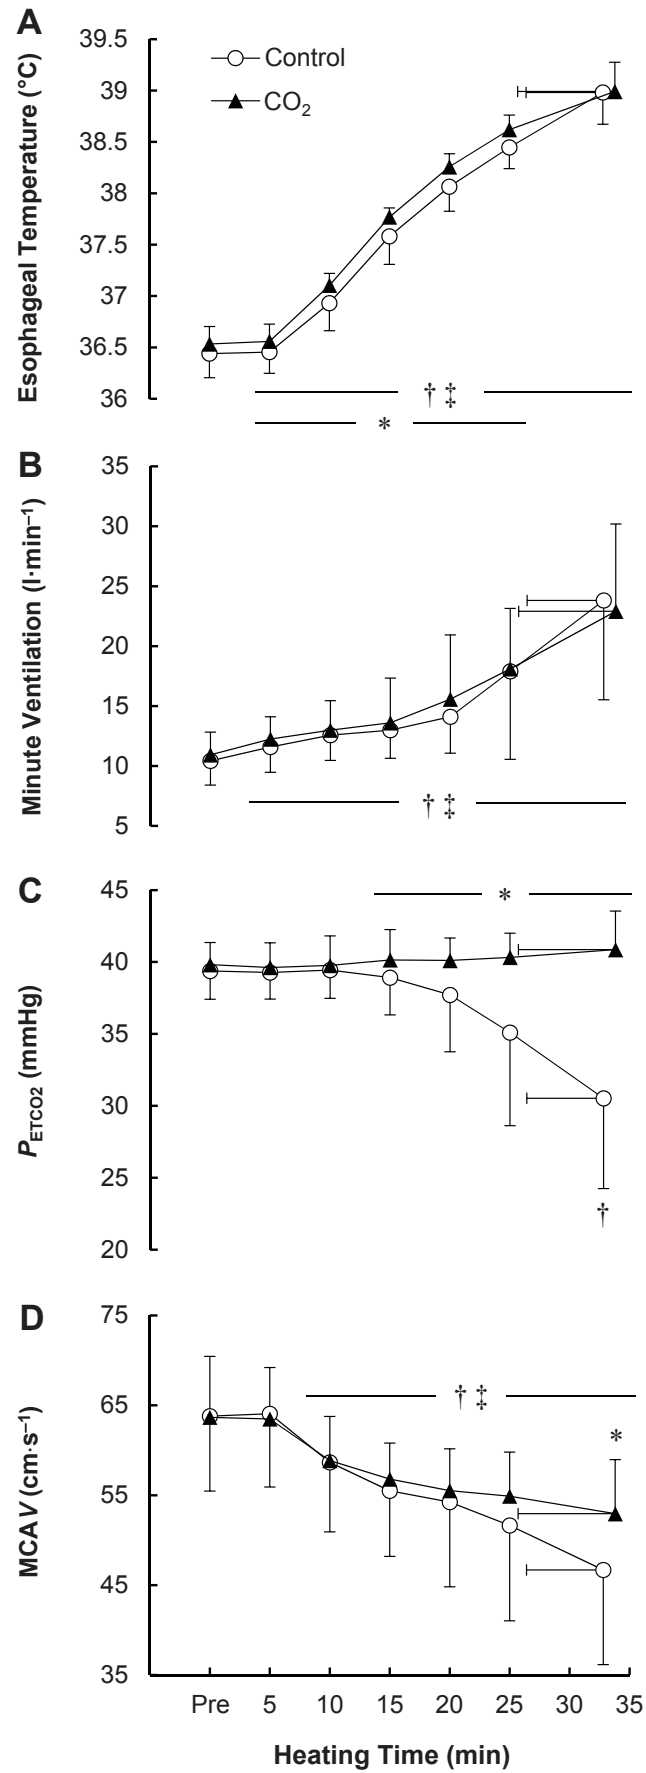 A
Esophageal Temperature (°C)
39.5
39
38.5
38
37.5
37
36.5
36
Control
CO₂
† ‡
*
B
Minute Ventilation (l·min⁻¹)
35
30
25
20
15
10
5
† ‡
C
P_ETCO2 (mmHg)
45
40
35
30
25
20
*
†
D
MCA V (cm·s⁻¹)
75
65
55
45
35
† ‡
*
Pre 5 10 15 20 25 30 35
Heating Time (min)